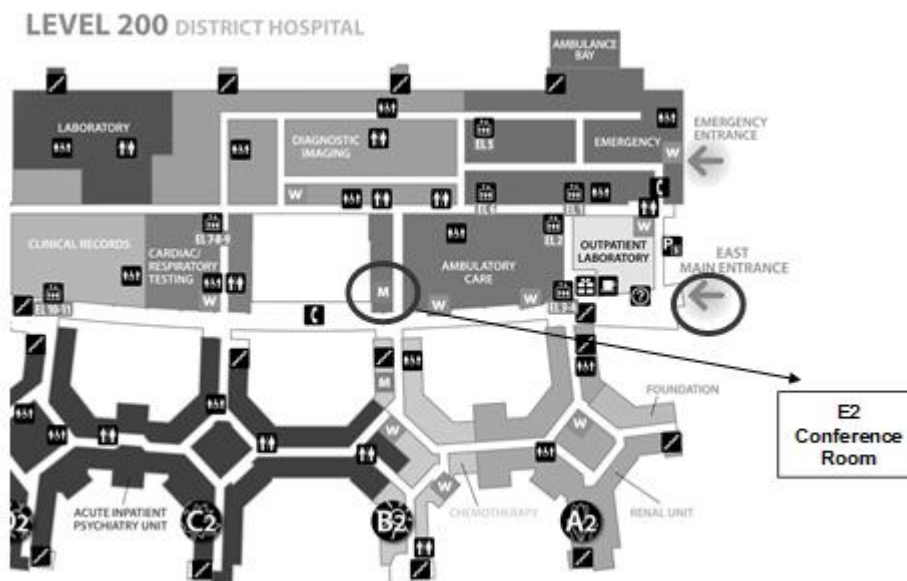 LEVEL 200 DISTRICT HOSPITAL
AMBULANCE
BAY
LABORATORY
DIAGNOSTIC
IMAGING
EL5
EMERGENCY
EMERGENCY
ENTRANCE
W
W
CLINICAL RECORDS
EL7-8-9
CARDIAC/
RESPIRATORY
TESTING
W
M
AMBULATORY
CARE
EL2
W
OUTPATIENT
LABORATORY
P
EAST
MAIN ENTRANCE
EL10-11
W
W
EL3-4
?
M
W
W
FOUNDATION
E2
Conference
Room
W
ACUTE INPATIENT
PSYCHIATRY UNIT
C2
B2
CHEMOTHERAPY
A2
RENAL UNIT